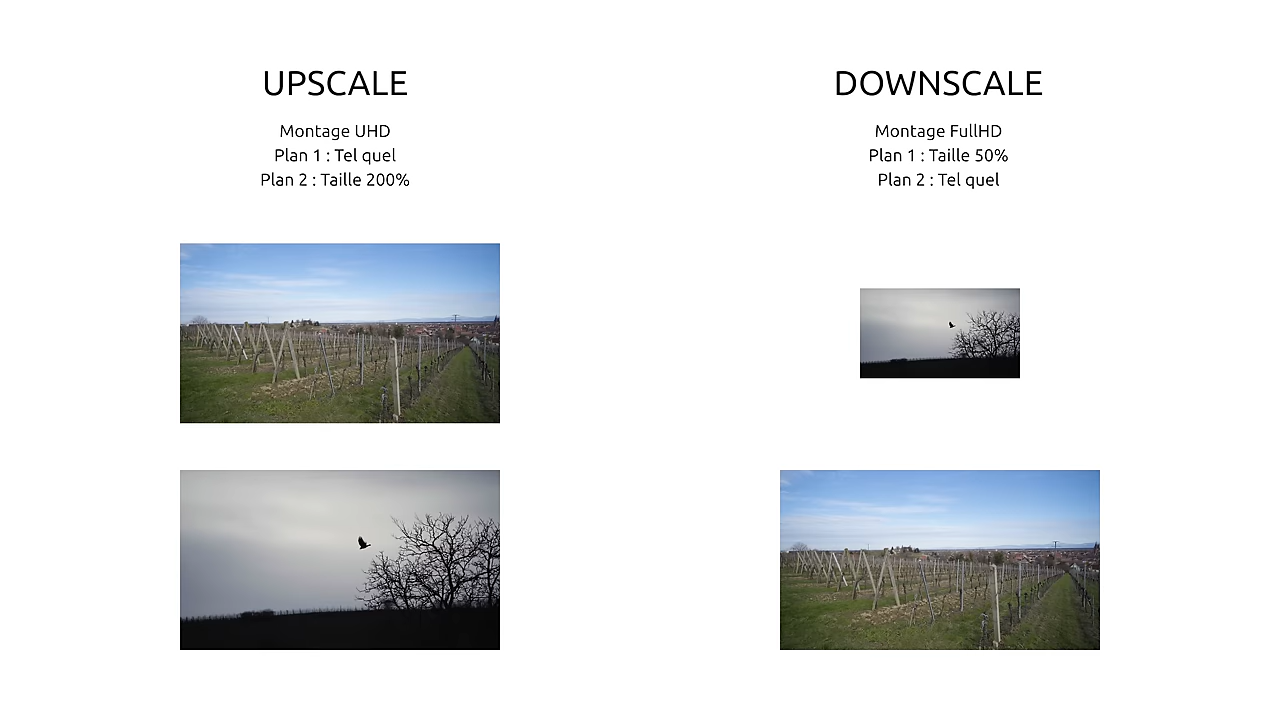 UPSCALE
Montage UHD
Plan 1 : Tel quel
Plan 2 : Taille 200%
DOWNSCALE
Montage FullHD
Plan 1 : Taille 50%
Plan 2 : Tel quel